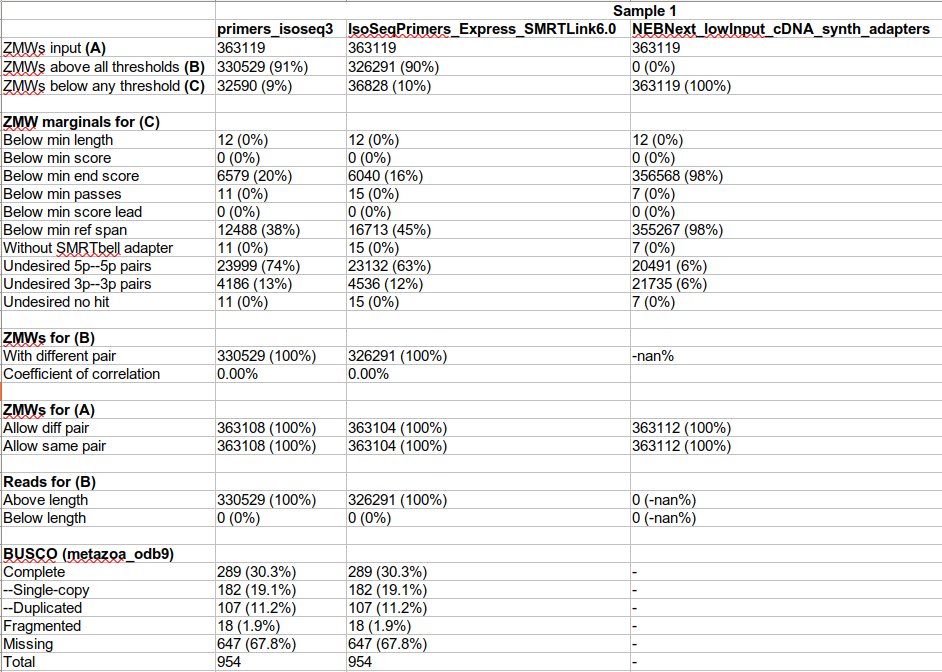 Sample 1
primers_isoseq3 IsoSeqPrimers_Express_SMRTLink6.0 NEBNext_lowInput_cDNA_synth_adapters
ZMWs input (A) 363119 363119 363119
ZMWs above all thresholds (B) 330529 (91%) 326291 (90%) 0 (0%)
ZMWs below any threshold (C) 32590 (9%) 36828 (10%) 363119 (100%)
ZMW marginals for (C)
Below min length 12 (0%) 12 (0%) 12 (0%)
Below min score 0 (0%) 0 (0%) 0 (0%)
Below min end score 6579 (20%) 6040 (16%) 356568 (98%)
Below min passes 11 (0%) 15 (0%) 7 (0%)
Below min score lead 0 (0%) 0 (0%) 0 (0%)
Below min ref span 12488 (38%) 16713 (45%) 355267 (98%)
Without SMRTbell adapter 11 (0%) 15 (0%) 7 (0%)
Undesired 5p--5p pairs 23999 (74%) 23132 (63%) 20491 (6%)
Undesired 3p--3p pairs 4186 (13%) 4536 (12%) 21735 (6%)
Undesired no hit 11 (0%) 15 (0%) 7 (0%)
ZMWs for (B)
With different pair 330529 (100%) 326291 (100%) -nan%
Coefficient of correlation 0.00% 0.00%
ZMWs for (A)
Allow diff pair 363108 (100%) 363104 (100%) 363112 (100%)
Allow same pair 363108 (100%) 363104 (100%) 363112 (100%)
Reads for (B)
Above length 330529 (100%) 326291 (100%) 0 (-nan%)
Below length 0 (0%) 0 (0%) 0 (-nan%)
BUSCO (metazoa_odb9)
Complete 289 (30.3%) 289 (30.3%) -
--Single-copy 182 (19.1%) 182 (19.1%) -
--Duplicated 107 (11.2%) 107 (11.2%) -
Fragmented 18 (1.9%) 18 (1.9%) -
Missing 647 (67.8%) 647 (67.8%) -
Total 954 954 -